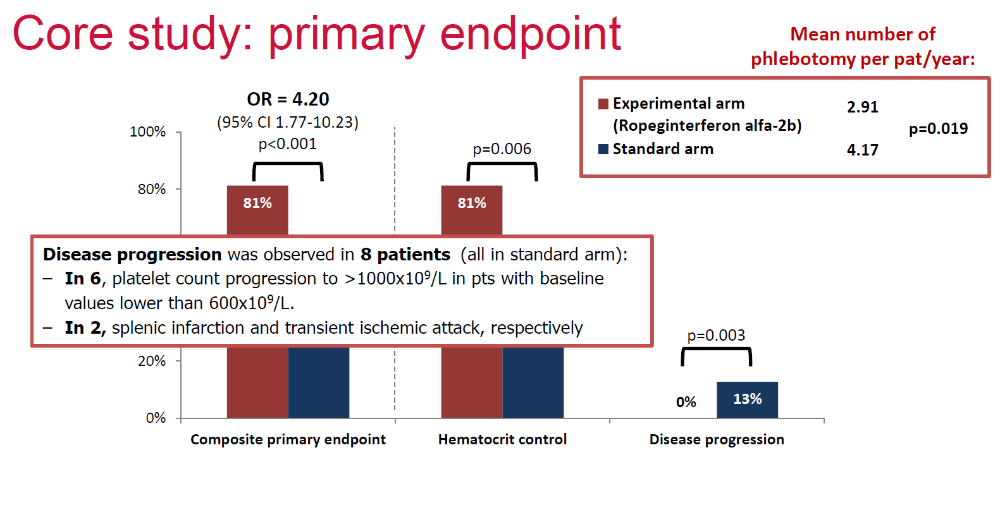 Core study: primary endpoint
Mean number of
phlebotomy per pat/year:
Experimental arm 2.91
(Ropeginterferon alfa-2b) p=0.019
Standard arm 4.17
OR = 4.20
(95% CI 1.77-10.23)
p<0.001
p=0.006
100%
80%
81%
81%
Disease progression was observed in 8 patients (all in standard arm):
– In 6, platelet count progression to >1000x10⁹/L in pts with baseline
values lower than 600x10⁹/L.
– In 2, splenic infarction and transient ischemic attack, respectively
p=0.003
20%
0%
0%
13%
Composite primary endpoint
Hematocrit control
Disease progression